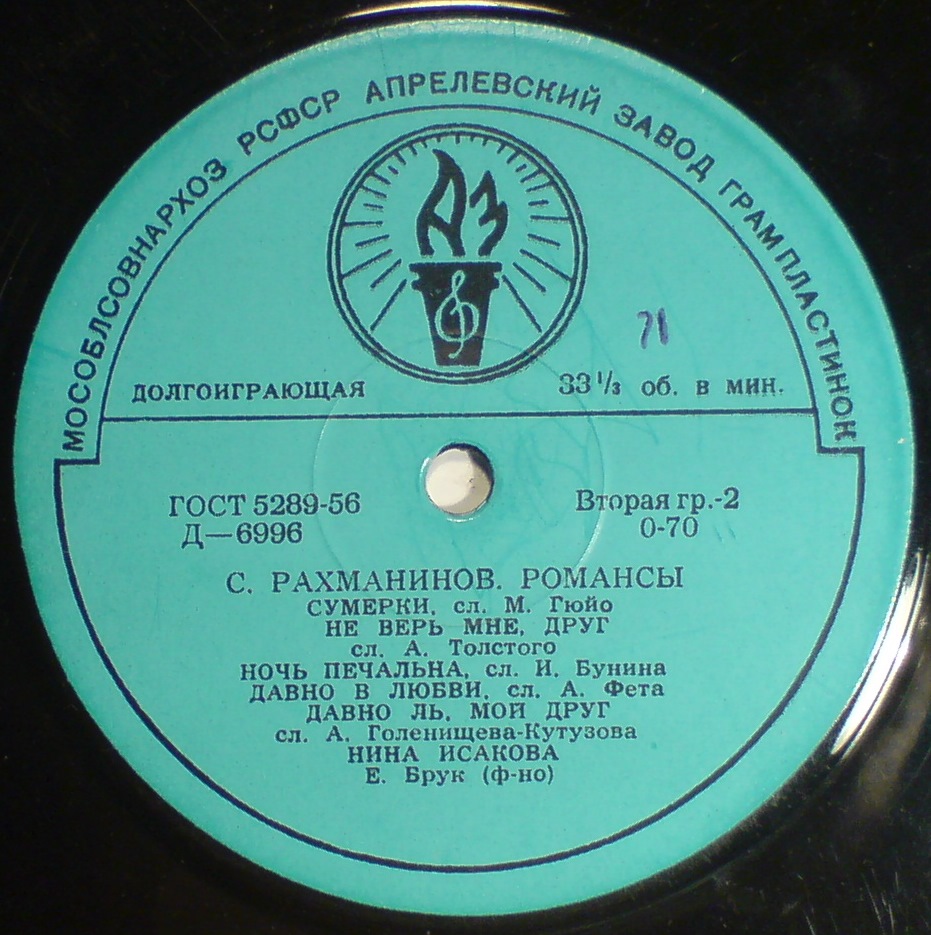 МОСОБЛСОВНАРХОЗ РСФСР АПРЕЛЕВСКИЙ ЗАВОД ГРАМПЛАСТИНОК
АЗ
71
ДОЛГОИГРАЮЩАЯ 33 1/3 об. в мин.
ГОСТ 5289-56 Вторая гр.-2
Д—6996 0-70
С. РАХМАНИНОВ. РОМАНСЫ
СУМЕРКИ, сл. М. Гюйо
НЕ ВЕРЬ МНЕ, ДРУГ
сл. А. Толстого
НОЧЬ ПЕЧАЛЬНА, сл. И. Бунина
ДАВНО В ЛЮБВИ, сл. А. Фета
ДАВНО ЛЬ, МОЙ ДРУГ
сл. А. Голенищева-Кутузова
НИНА ИСАКОВА
Е. Брук (ф-но)